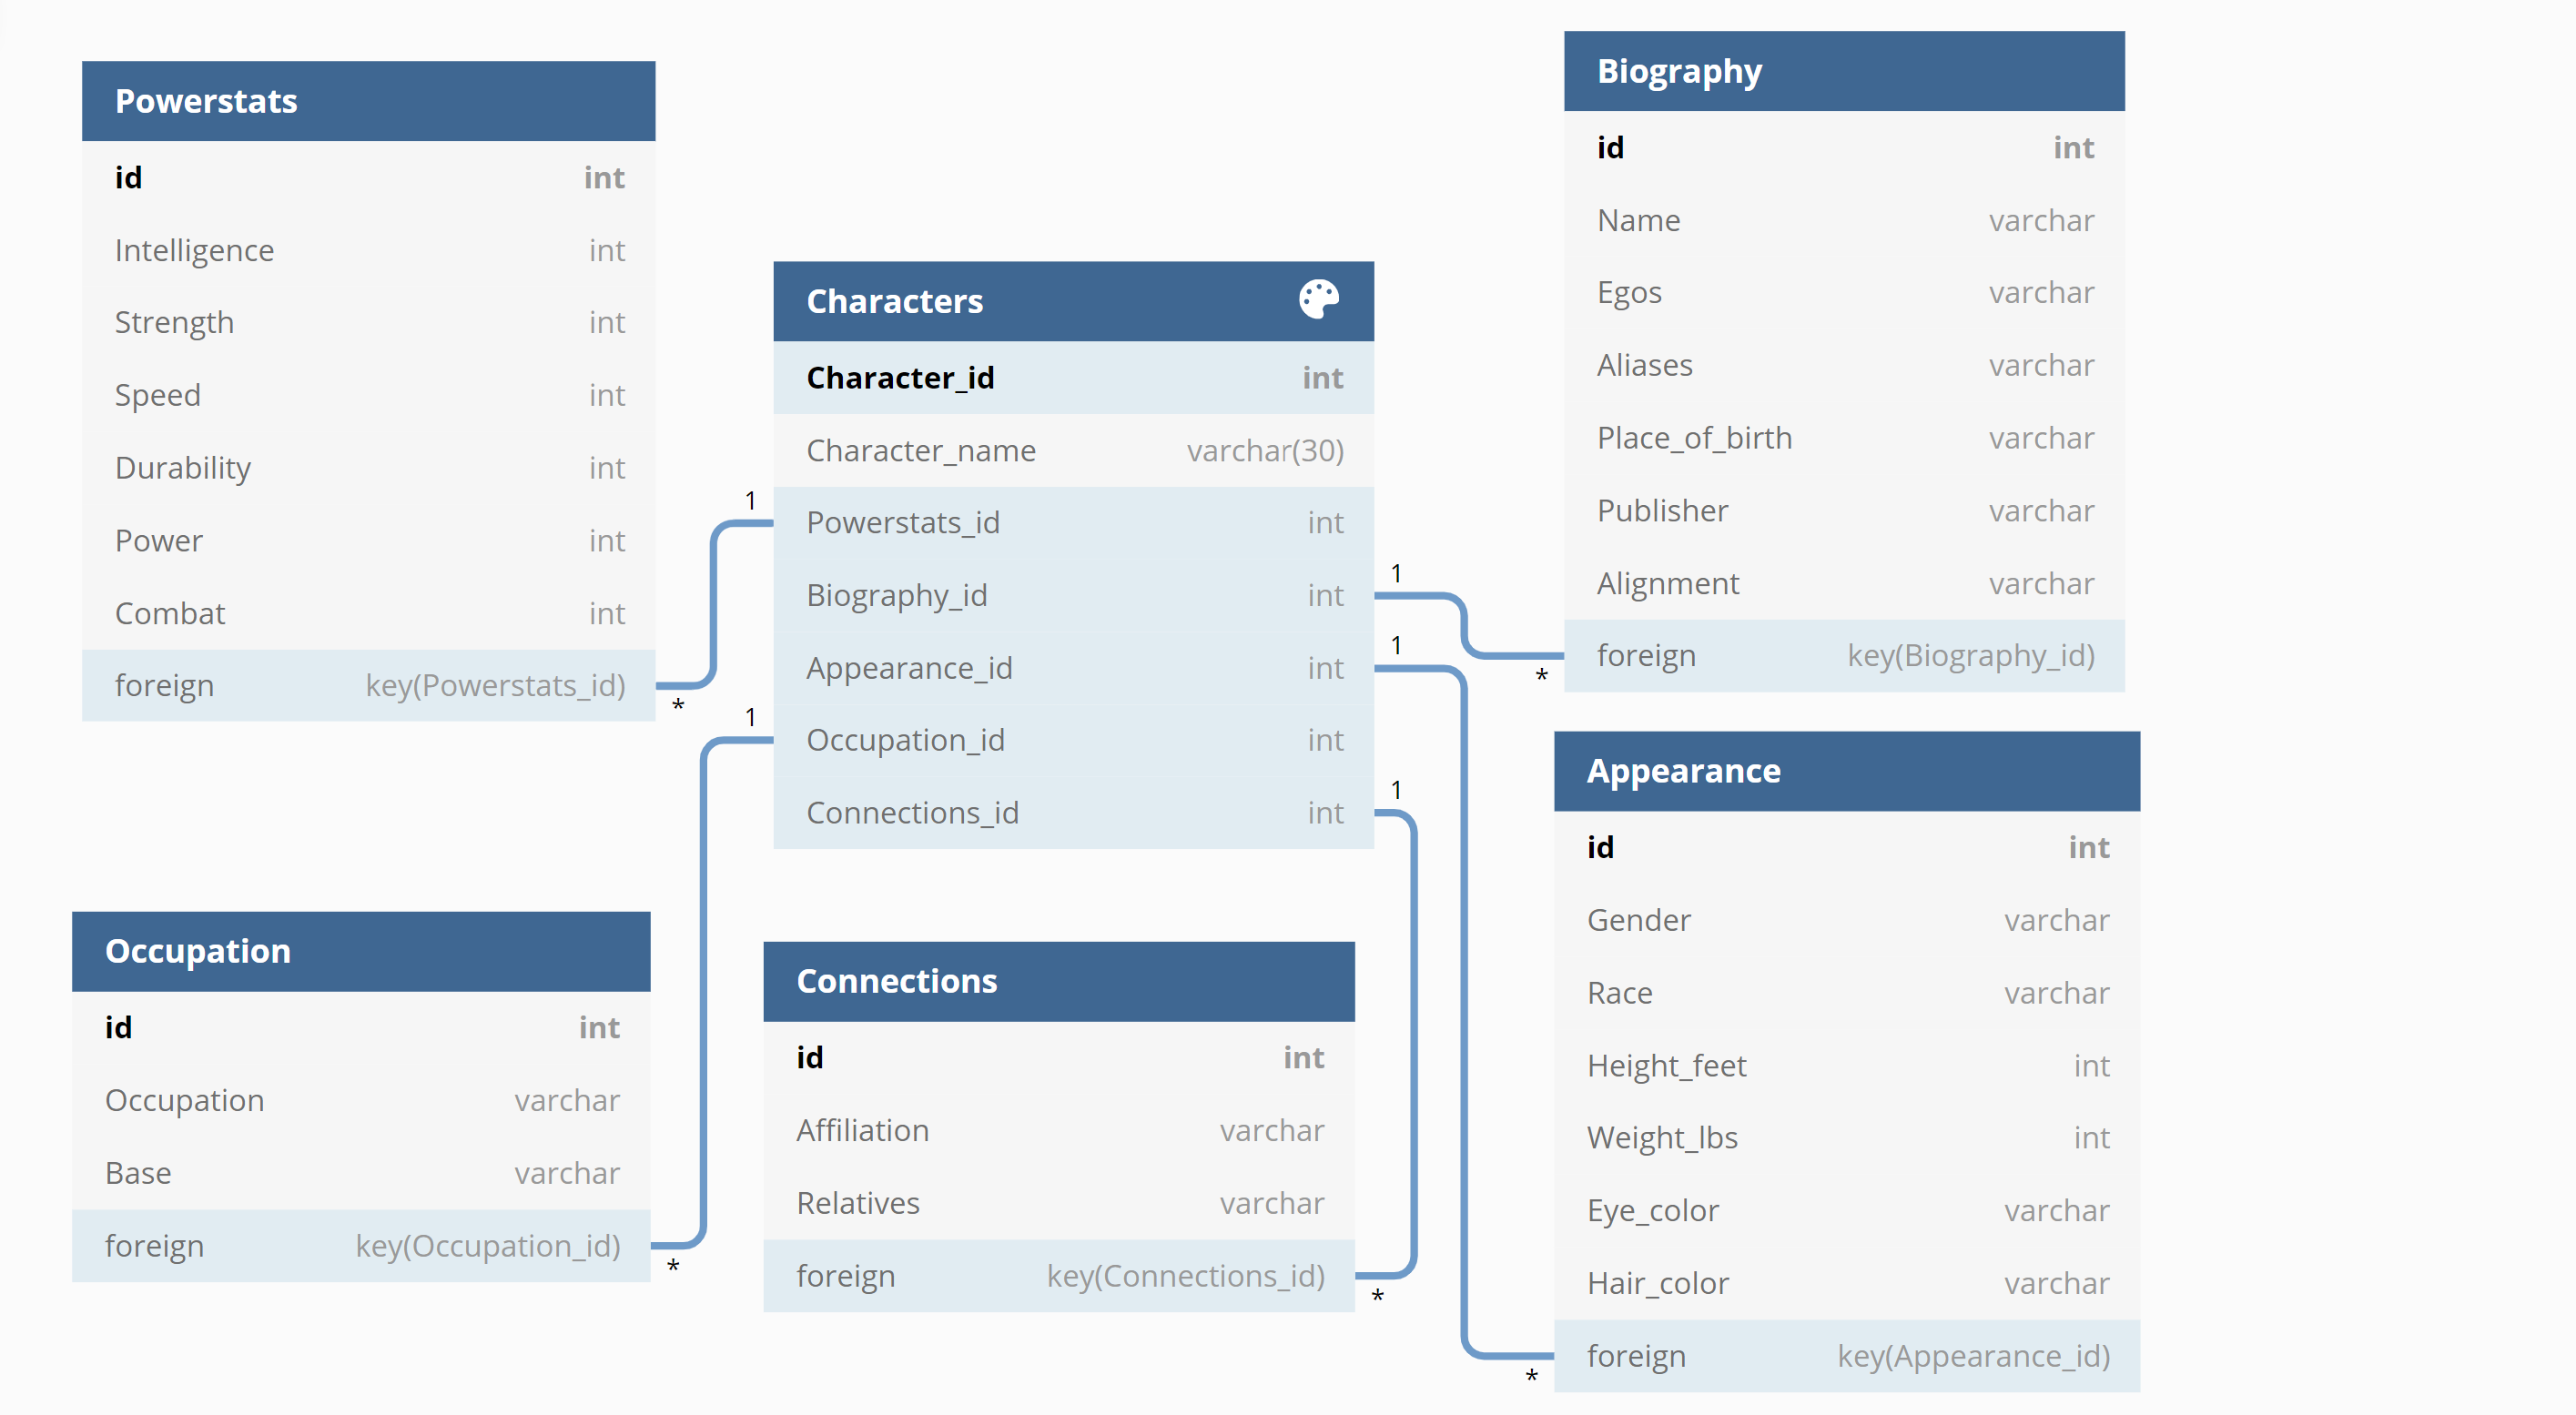 Powerstats
id int
Intelligence int
Strength int
Speed int
Durability int
Power int
Combat int
foreign key(Powerstats_id)
*
1
Characters
Character_id int
Character_name varchar(30)
Powerstats_id int
Biography_id int
Appearance_id int
Occupation_id int
Connections_id int
1
1
1
1
Biography
id int
Name varchar
Egos varchar
Aliases varchar
Place_of_birth varchar
Publisher varchar
Alignment varchar
foreign key(Biography_id)
*
Occupation
id int
Occupation varchar
Base varchar
foreign key(Occupation_id)
*
Connections
id int
Affiliation varchar
Relatives varchar
foreign key(Connections_id)
*
Appearance
id int
Gender varchar
Race varchar
Height_feet int
Weight_lbs int
Eye_color varchar
Hair_color varchar
foreign key(Appearance_id)
*